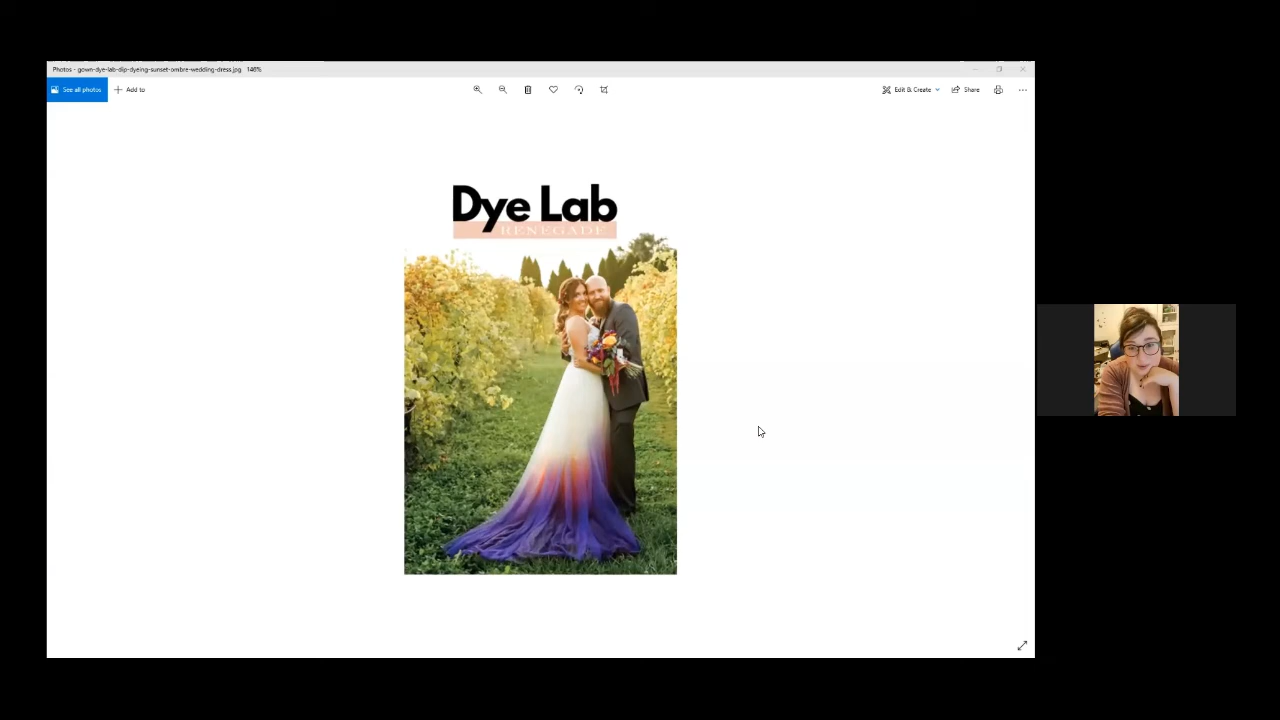 Photos - gown-dye-lab-dip-dyeing-sunset-ombre-wedding-dress.jpg 146%
See all photos
Add to
Edit & Create
Share
Dye Lab
RENEGADE